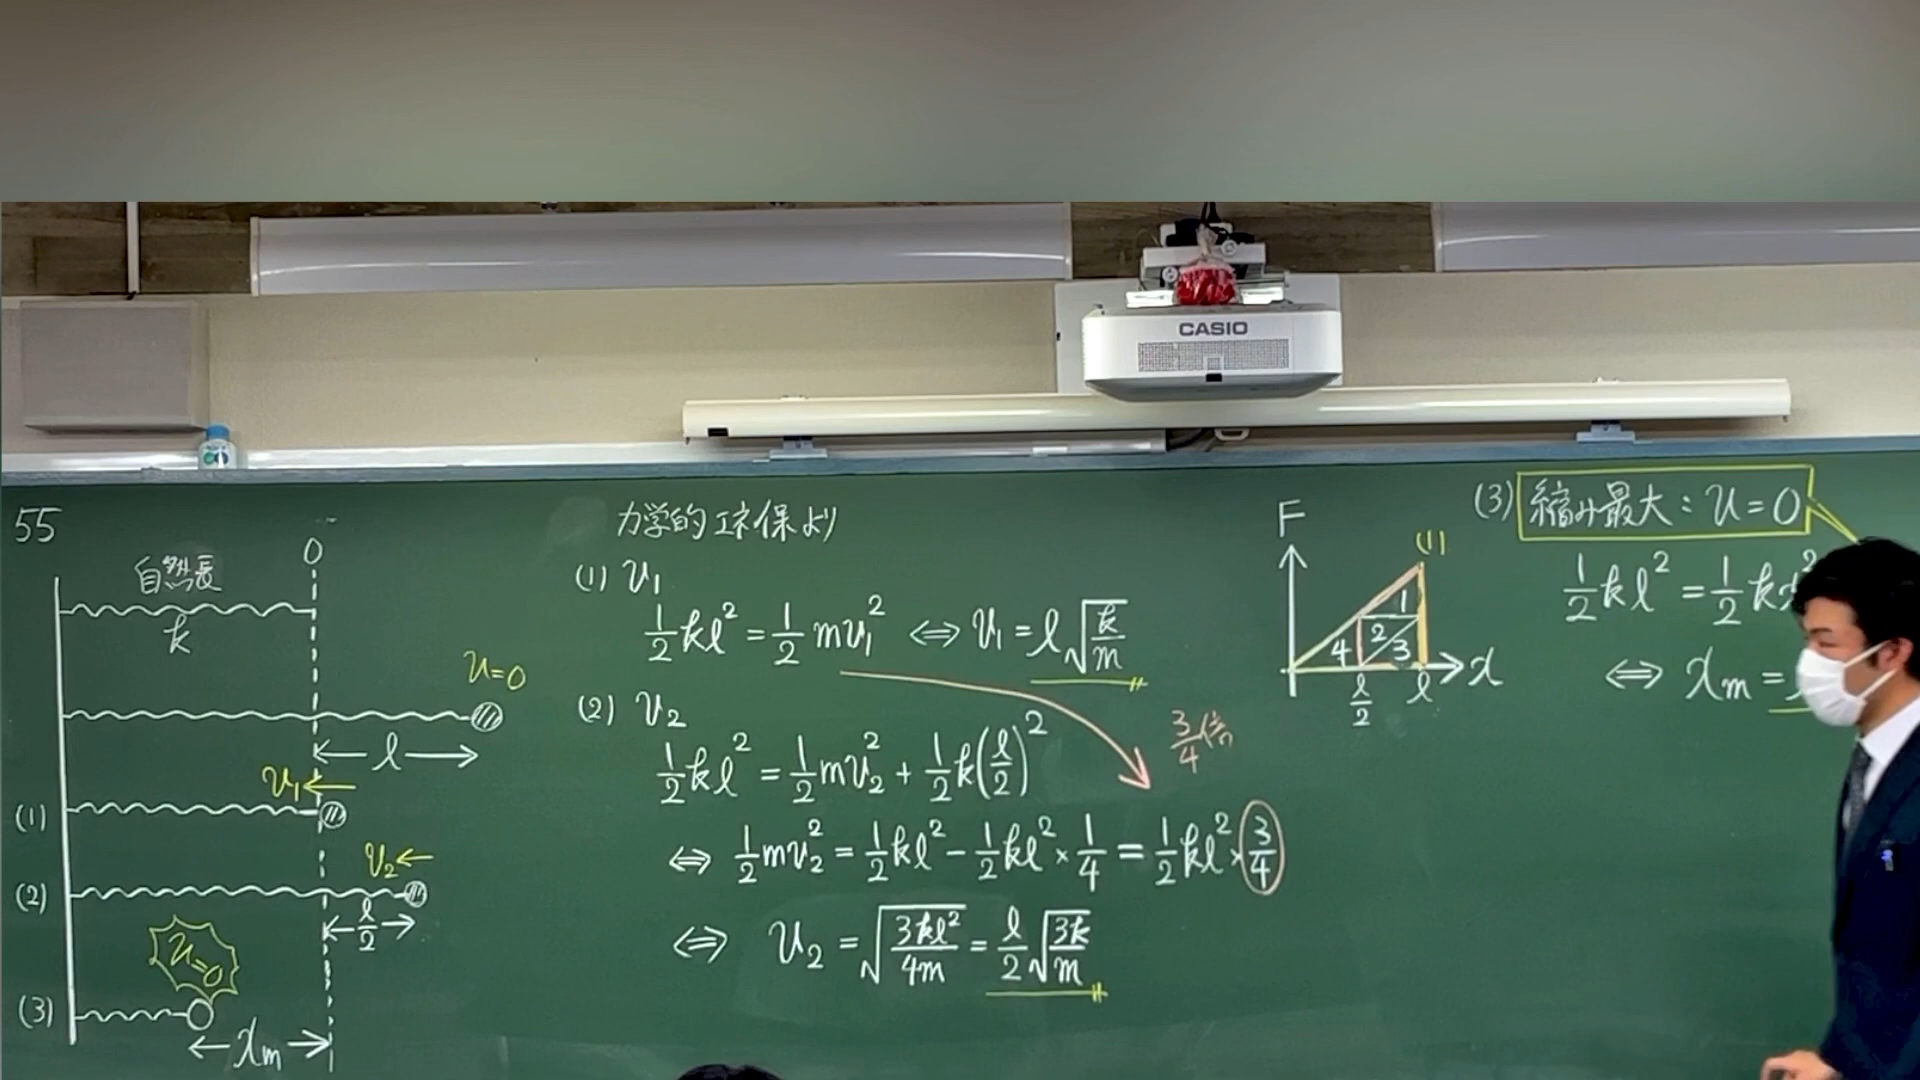 CASIO
55
自然長
0
k
v=0
l
(1)
v₁
(2)
v₂
l/2
(3)
v=0
xₘ
力学的エネ保より
(1) v₁
1/2 kl² = 1/2 mv₁² ⇔ v₁ = l√(k/m)
(2) v₂
1/2 kl² = 1/2 mv₂² + 1/2 k(l/2)²
3/4倍
⇔ 1/2 mv₂² = 1/2 kl² − 1/2 kl² × 1/4 = 1/2 kl² × 3/4
⇔ v₂ = √(3kl²/4m) = l/2 √(3k/m)
F
(1)
1
2
3
4
l/2
l
x
(3) 縮み最大：v=0
1/2 kl² = 1/2 k
⇔ xₘ =